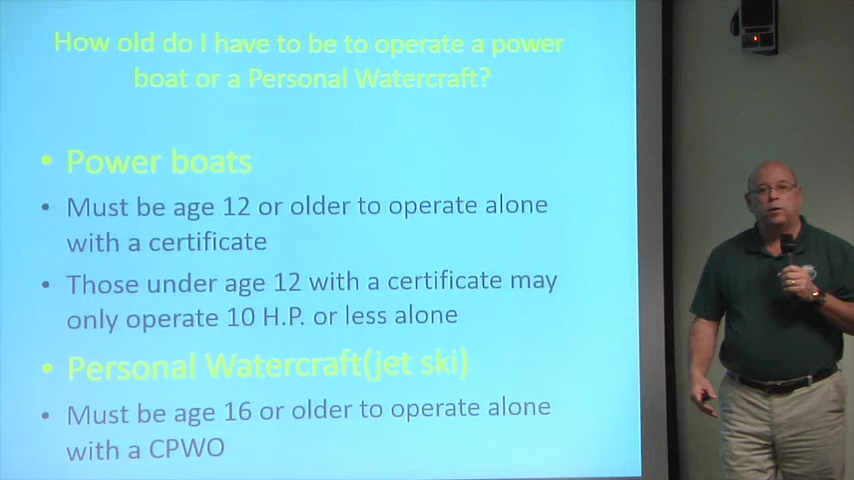 How old do I have to be to operate a power
boat or a Personal Watercraft?
• Power boats
• Must be age 12 or older to operate alone
with a certificate
• Those under age 12 with a certificate may
only operate 10 H.P. or less alone
• Personal Watercraft(jet ski)
• Must be age 16 or older to operate alone
with a CPWO